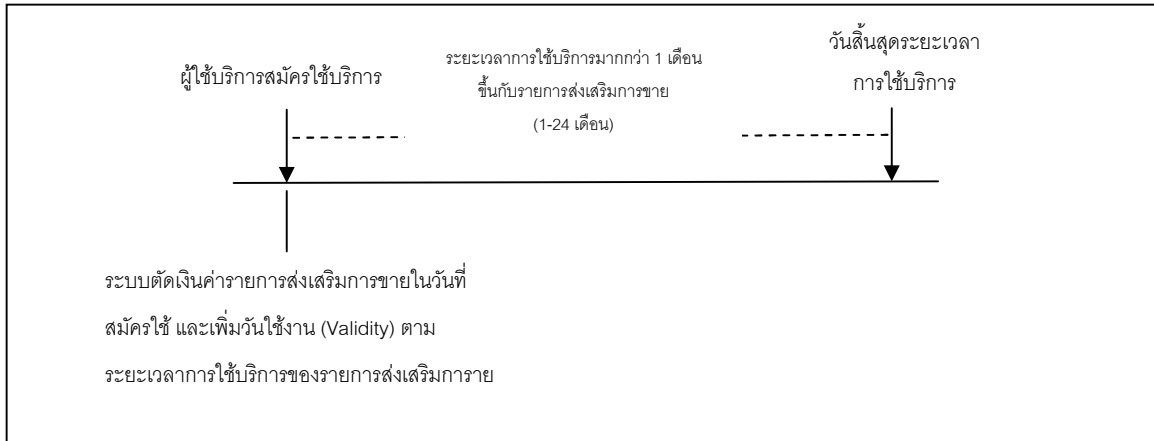 ผู้ใช้บริการสมัครใช้บริการ
ระยะเวลาการใช้บริการมากกว่า 1 เดือน
ขึ้นกับรายการส่งเสริมการขาย
(1-24 เดือน)
วันสิ้นสุดระยะเวลา
การใช้บริการ
ระบบตัดเงินค่ารายการส่งเสริมการขายในวันที่
สมัครใช้ และเพิ่มวันใช้งาน (Validity) ตาม
ระยะเวลาการใช้บริการของรายการส่งเสริมการาย